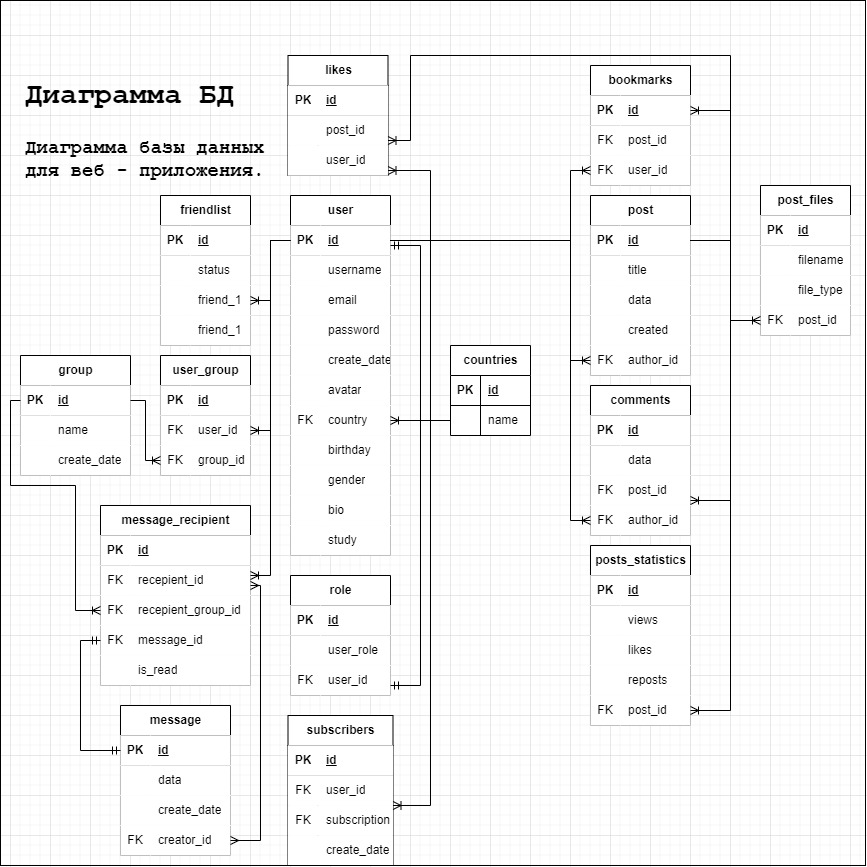 Диаграмма БД
Диаграмма базы данных
для веб - приложения.
likes
PK id
post_id
user_id
bookmarks
PK id
FK post_id
FK user_id
friendlist
PK id
status
friend_1
friend_1
user
PK id
username
email
password
create_date
avatar
FK country
birthday
gender
bio
study
post
PK id
title
data
created
FK author_id
post_files
PK id
filename
file_type
FK post_id
group
PK id
name
create_date
user_group
PK id
FK user_id
FK group_id
countries
PK id
name
comments
PK id
data
FK post_id
FK author_id
message_recipient
PK id
FK recepient_id
FK recepient_group_id
FK message_id
is_read
role
PK id
user_role
FK user_id
posts_statistics
PK id
views
likes
reposts
FK post_id
message
PK id
data
create_date
FK creator_id
subscribers
PK id
FK user_id
FK subscription
create_date